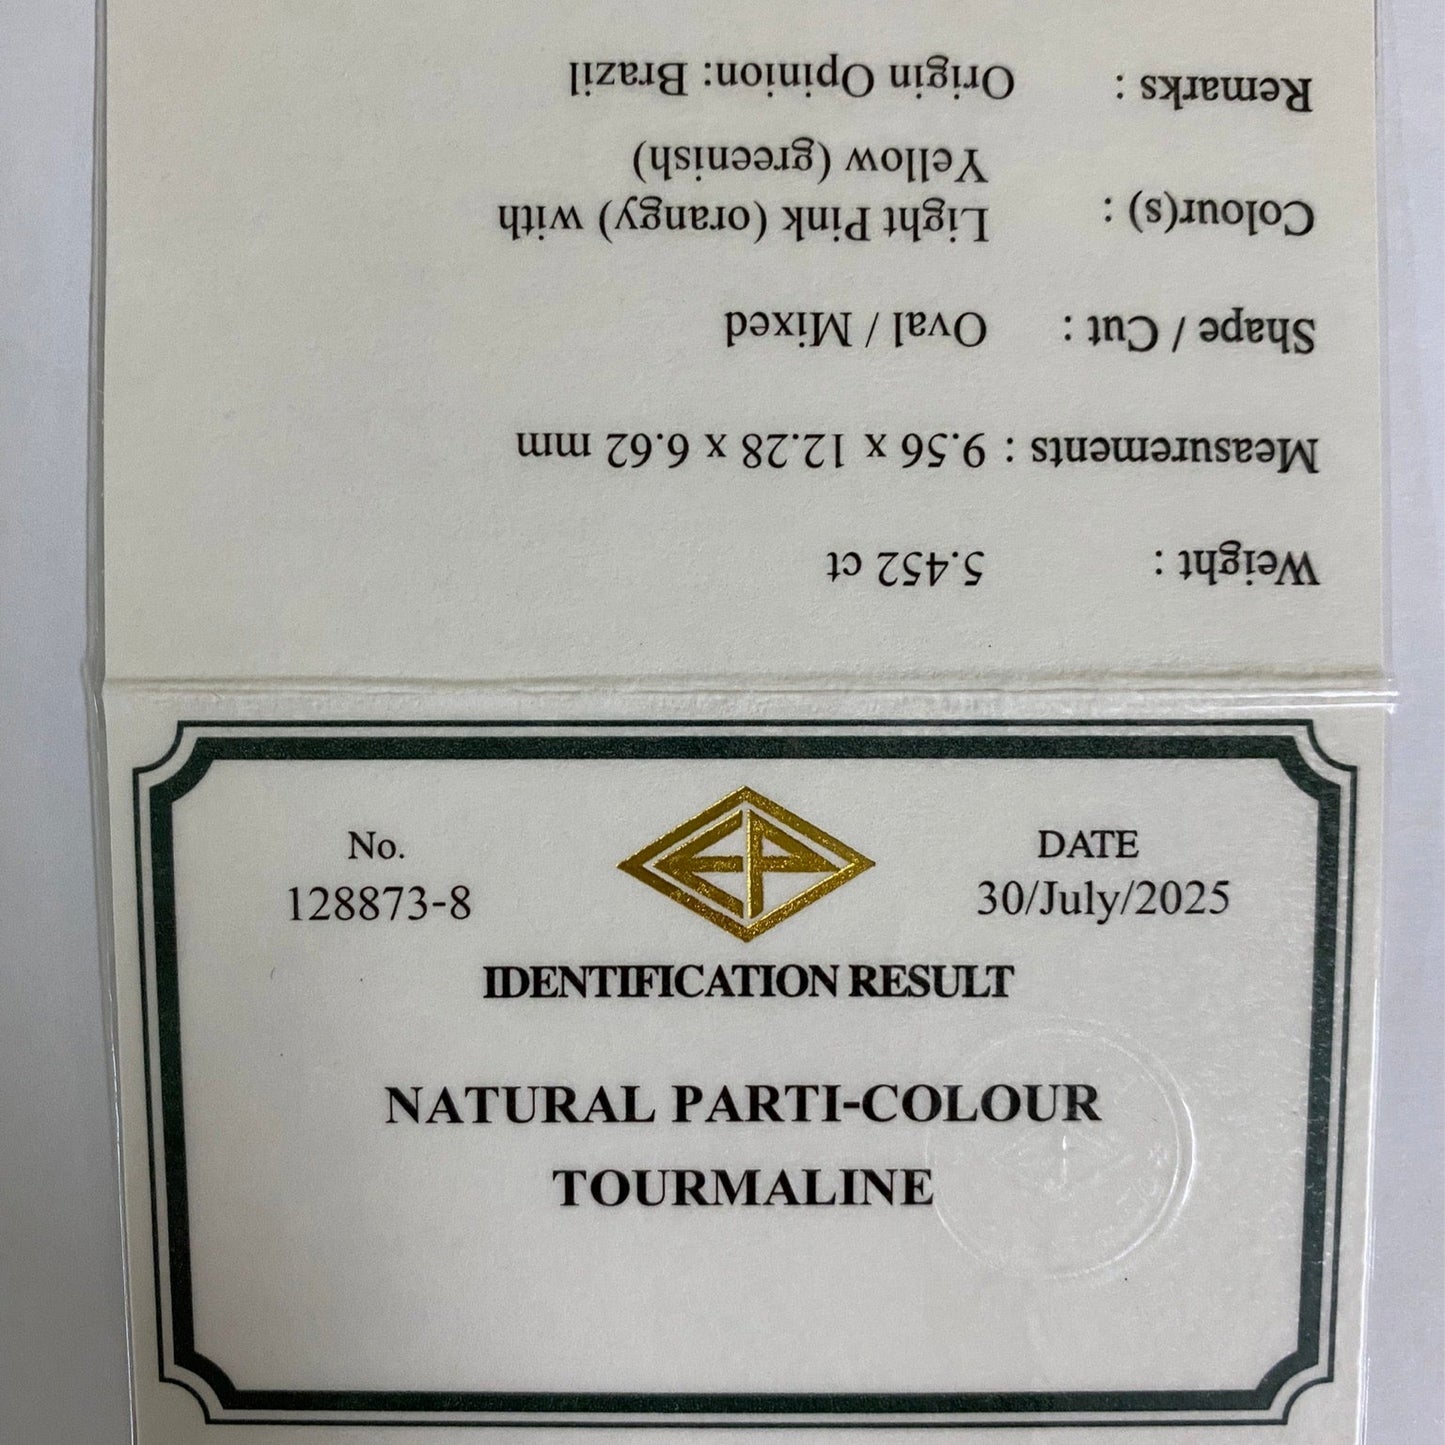 No.
128873-8
DATE
30/July/2025
IDENTIFICATION RESULT
NATURAL PARTI-COLOUR
TOURMALINE
Weight : 5.452 ct
Measurements : 9.56 x 12.28 x 6.62 mm
Shape / Cut : Oval / Mixed
Colour(s) : Light Pink (orangy) with
Yellow (greenish)
Remarks : Origin Opinion: Brazil